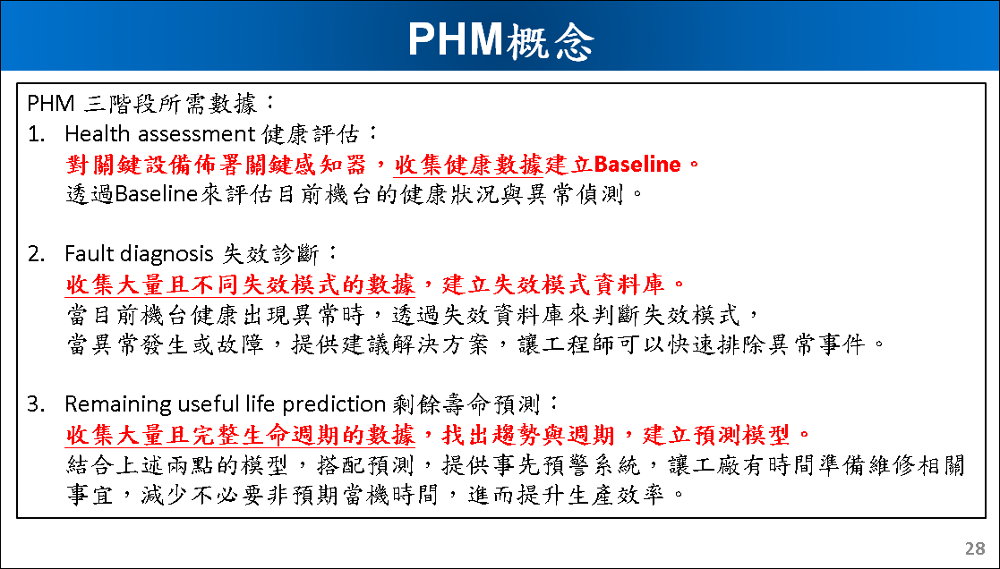 PHM概念
PHM 三階段所需數據：
1. Health assessment 健康評估：
對關鍵設備佈署關鍵感知器，收集健康數據建立Baseline。
透過Baseline來評估目前機台的健康狀況與異常偵測。
2. Fault diagnosis 失效診斷：
收集大量且不同失效模式的數據，建立失效模式資料庫。
當目前機台健康出現異常時，透過失效資料庫來判斷失效模式，
當異常發生或故障，提供建議解決方案，讓工程師可以快速排除異常事件。
3. Remaining useful life prediction 剩餘壽命預測：
收集大量且完整生命週期的數據，找出趨勢與週期，建立預測模型。
結合上述兩點的模型，搭配預測，提供事先預警系統，讓工廠有時間準備維修相關
事宜，減少不必要非預期當機時間，進而提升生產效率。
28